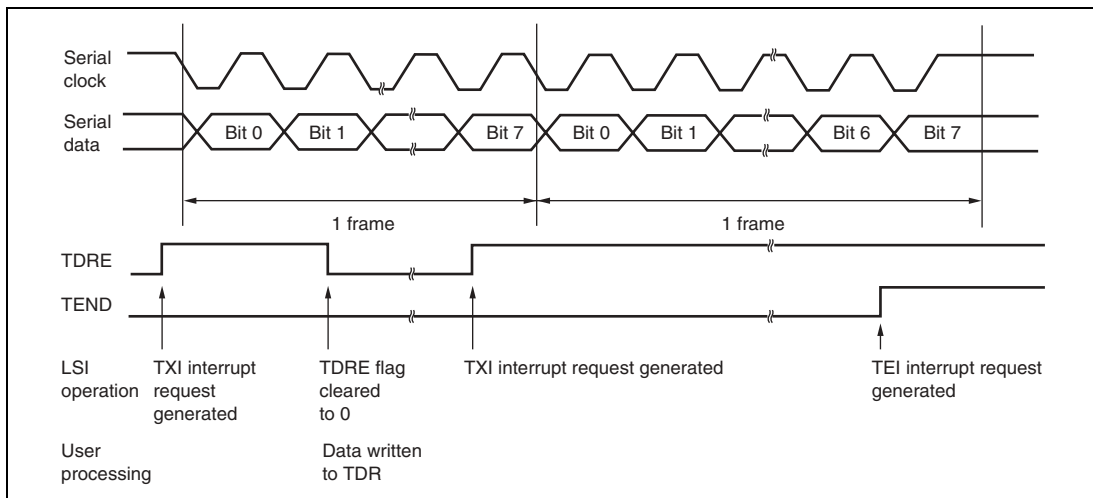 Serial
clock
Serial
data
Bit 0
Bit 1
Bit 7
Bit 0
Bit 1
Bit 6
Bit 7
1 frame
1 frame
TDRE
TEND
LSI
operation
TXI interrupt
request
generated
TDRE flag
cleared
to 0
TXI interrupt request generated
TEI interrupt request
generated
User
processing
Data written
to TDR